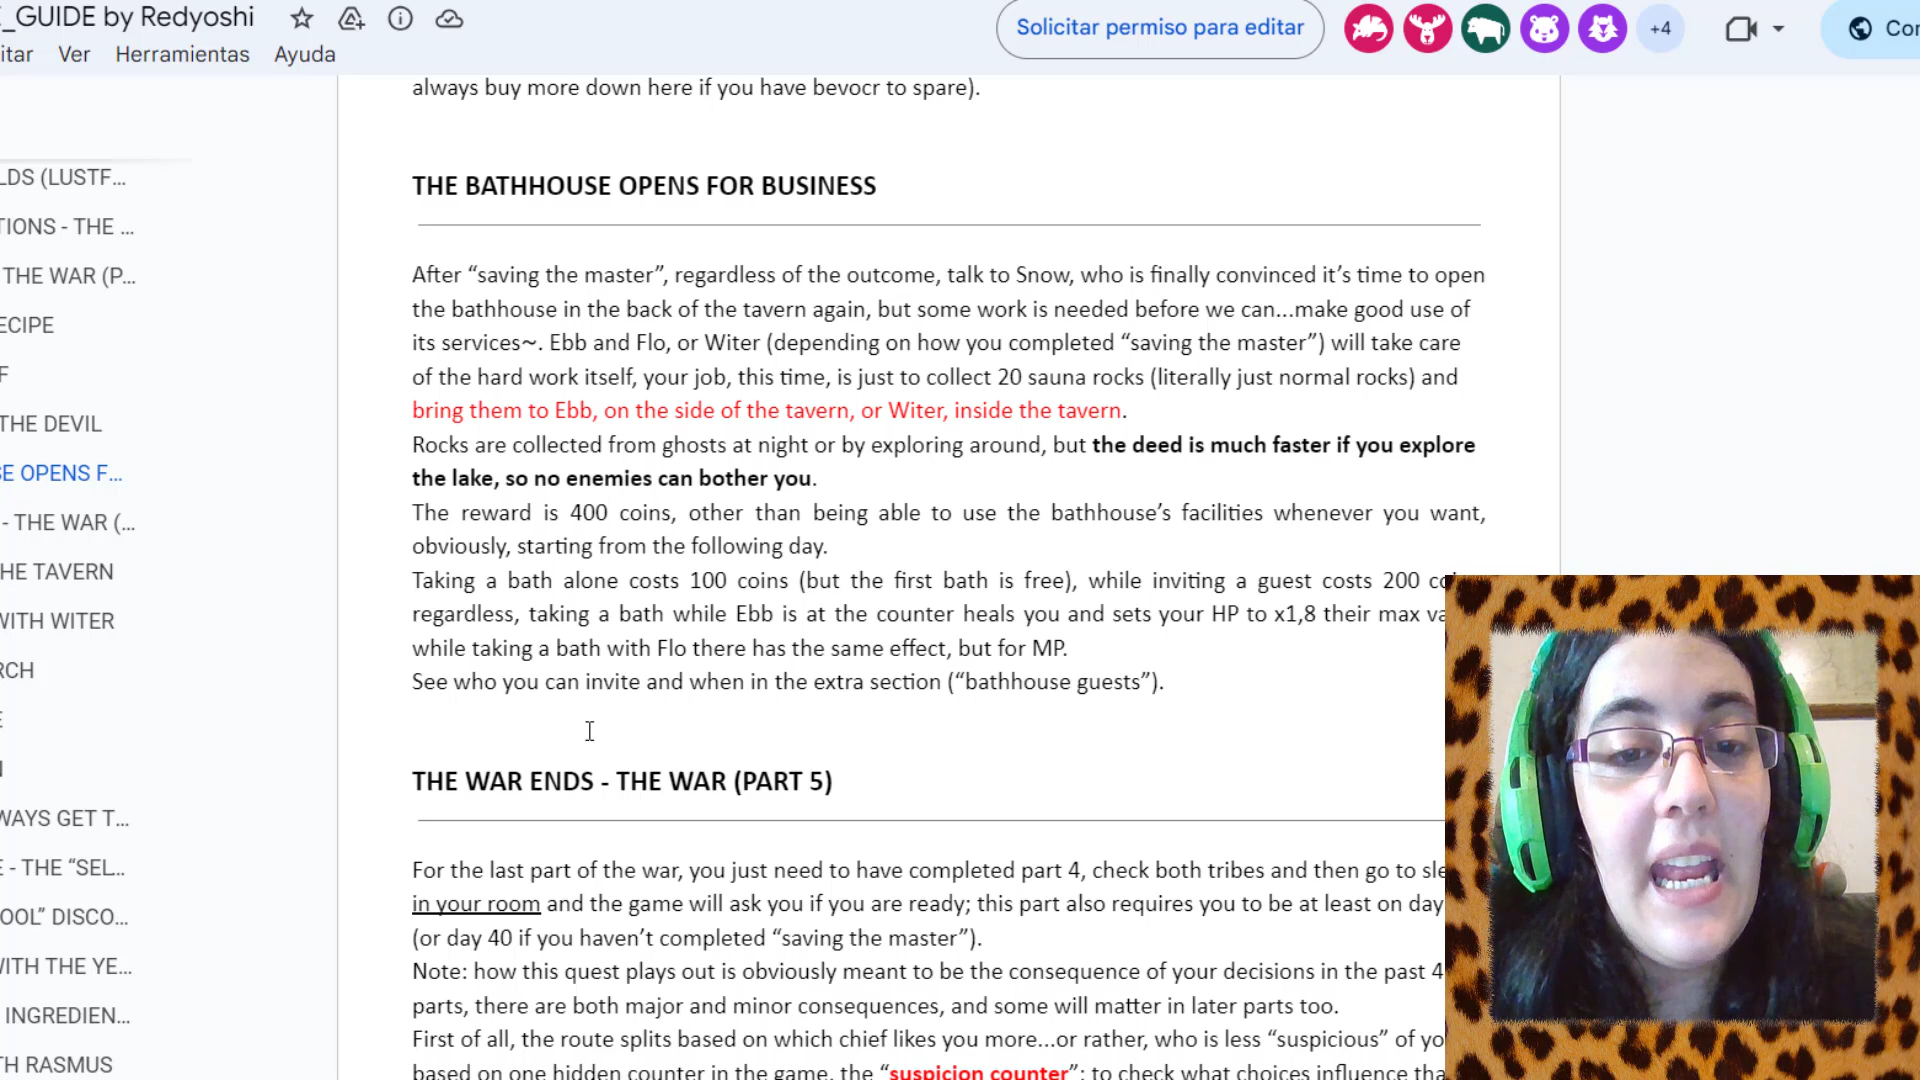 _GUIDE by Redyoshi
Solicitar permiso para editar
+4
itar Ver Herramientas Ayuda
always buy more down here if you have bevocr to spare).
LDS (LUSTF...
TIONS - THE ...
THE WAR (P...
ECIPE
F
THE DEVIL
SE OPENS F...
- THE WAR (...
HE TAVERN
WITH WITER
RCH
E
WAYS GET T...
E - THE “SEL...
OOL” DISCO...
WITH THE YE...
INGREDIEN...
TH RASMUS
THE BATHHOUSE OPENS FOR BUSINESS
After “saving the master”, regardless of the outcome, talk to Snow, who is finally convinced it’s time to open
the bathhouse in the back of the tavern again, but some work is needed before we can...make good use of
its services~. Ebb and Flo, or Witer (depending on how you completed “saving the master”) will take care
of the hard work itself, your job, this time, is just to collect 20 sauna rocks (literally just normal rocks) and
bring them to Ebb, on the side of the tavern, or Witer, inside the tavern.
Rocks are collected from ghosts at night or by exploring around, but the deed is much faster if you explore
the lake, so no enemies can bother you.
The reward is 400 coins, other than being able to use the bathhouse’s facilities whenever you want,
obviously, starting from the following day.
Taking a bath alone costs 100 coins (but the first bath is free), while inviting a guest costs 200
regardless, taking a bath while Ebb is at the counter heals you and sets your HP to x1,8 their max
while taking a bath with Flo there has the same effect, but for MP.
See who you can invite and when in the extra section (“bathhouse guests”).
THE WAR ENDS - THE WAR (PART 5)
For the last part of the war, you just need to have completed part 4, check both tribes and then go to
in your room and the game will ask you if you are ready; this part also requires you to be at least on day
(or day 40 if you haven’t completed “saving the master”).
Note: how this quest plays out is obviously meant to be the consequence of your decisions in the past 4
parts, there are both major and minor consequences, and some will matter in later parts too.
First of all, the route splits based on which chief likes you more...or rather, who is less “suspicious” of
based on one hidden counter in the game, the “suspicion counter”; to check what choices influence